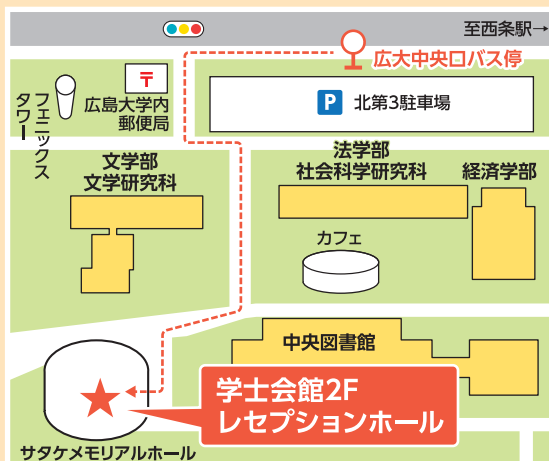 至西条駅→
広大中央口バス停
〒
広島大学内
郵便局
フェニックス
タワー
P 北第3駐車場
文学部
文学研究科
法学部
社会科学研究科
経済学部
カフェ
中央図書館
学士会館2F
レセプションホール
サタケメモリアルホール